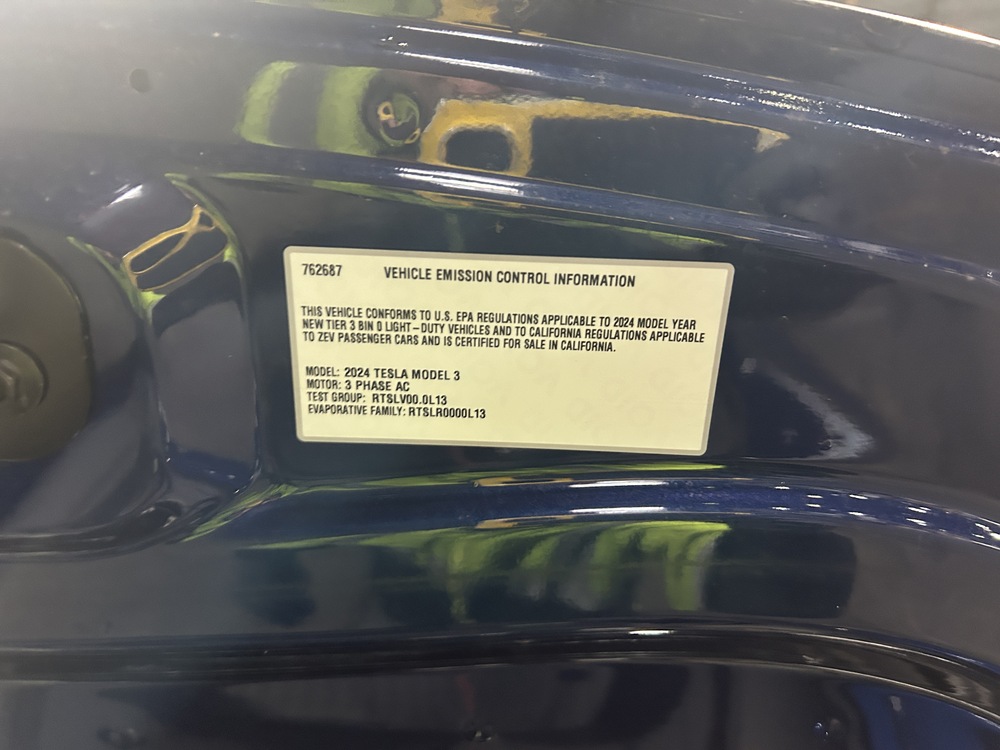 762687 VEHICLE EMISSION CONTROL INFORMATION
THIS VEHICLE CONFORMS TO U.S. EPA REGULATIONS APPLICABLE TO 2024 MODEL YEAR
NEW TIER 3 BIN 0 LIGHT-DUTY VEHICLES AND TO CALIFORNIA REGULATIONS APPLICABLE
TO ZEV PASSENGER CARS AND IS CERTIFIED FOR SALE IN CALIFORNIA.
MODEL: 2024 TESLA MODEL 3
MOTOR: 3 PHASE AC
TEST GROUP: RTSLV00.0L13
EVAPORATIVE FAMILY: RTSLR0000L13